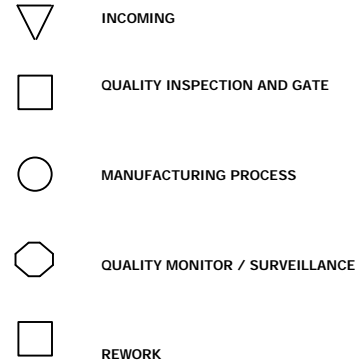 INCOMING
QUALITY INSPECTION AND GATE
MANUFACTURING PROCESS
QUALITY MONITOR / SURVEILLANCE
REWORK